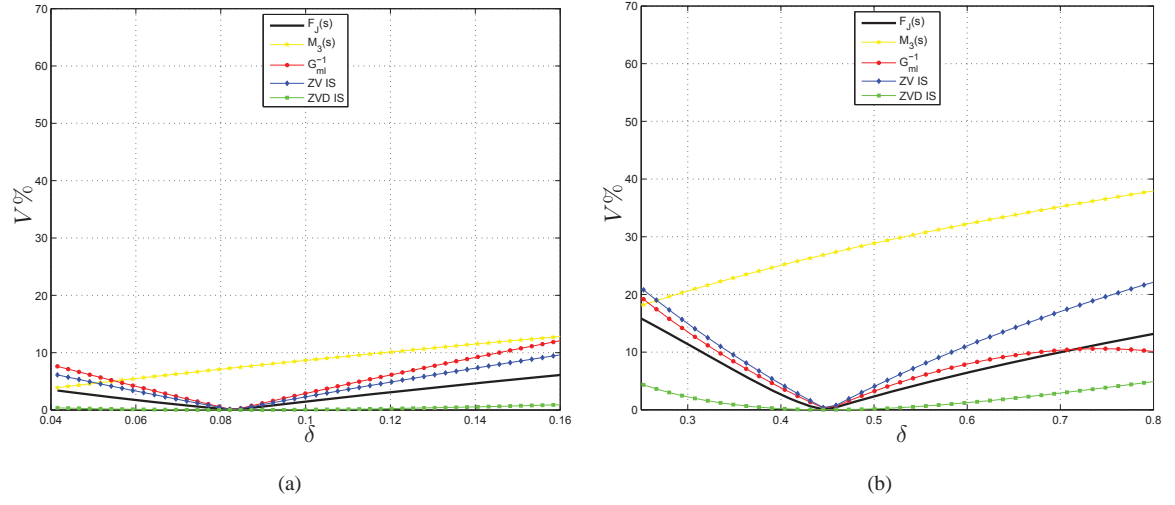 70
60
50
40
30
20
10
0
V%
F_J(s)
M_3(s)
G_ml^−1
ZV IS
ZVD IS
0.04 0.06 0.08 0.1 0.12 0.14 0.16
δ
(a)
70
60
50
40
30
20
10
0
V%
F_J(s)
M_3(s)
G_ml^−1
ZV IS
ZVD IS
0.3 0.4 0.5 0.6 0.7 0.8
δ
(b)